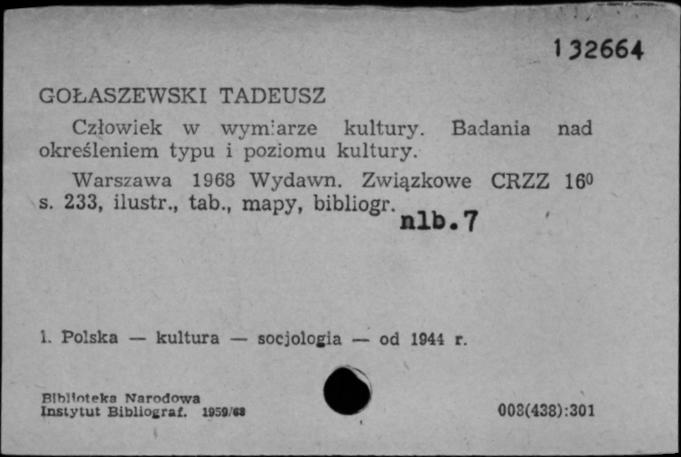 132664
GOŁASZEWSKI TADEUSZ
Człowiek w wymiarze kultury. Badania nad
określeniem typu i poziomu kultury.
Warszawa 1968 Wydawn. Związkowe CRZZ 16⁰
s. 233, ilustr., tab., mapy, bibliogr.
nlb.7
1. Polska — kultura — socjologia — od 1944 r.
Biblioteka Narodowa
Instytut Bibliograf. 1959/68
008(438):301